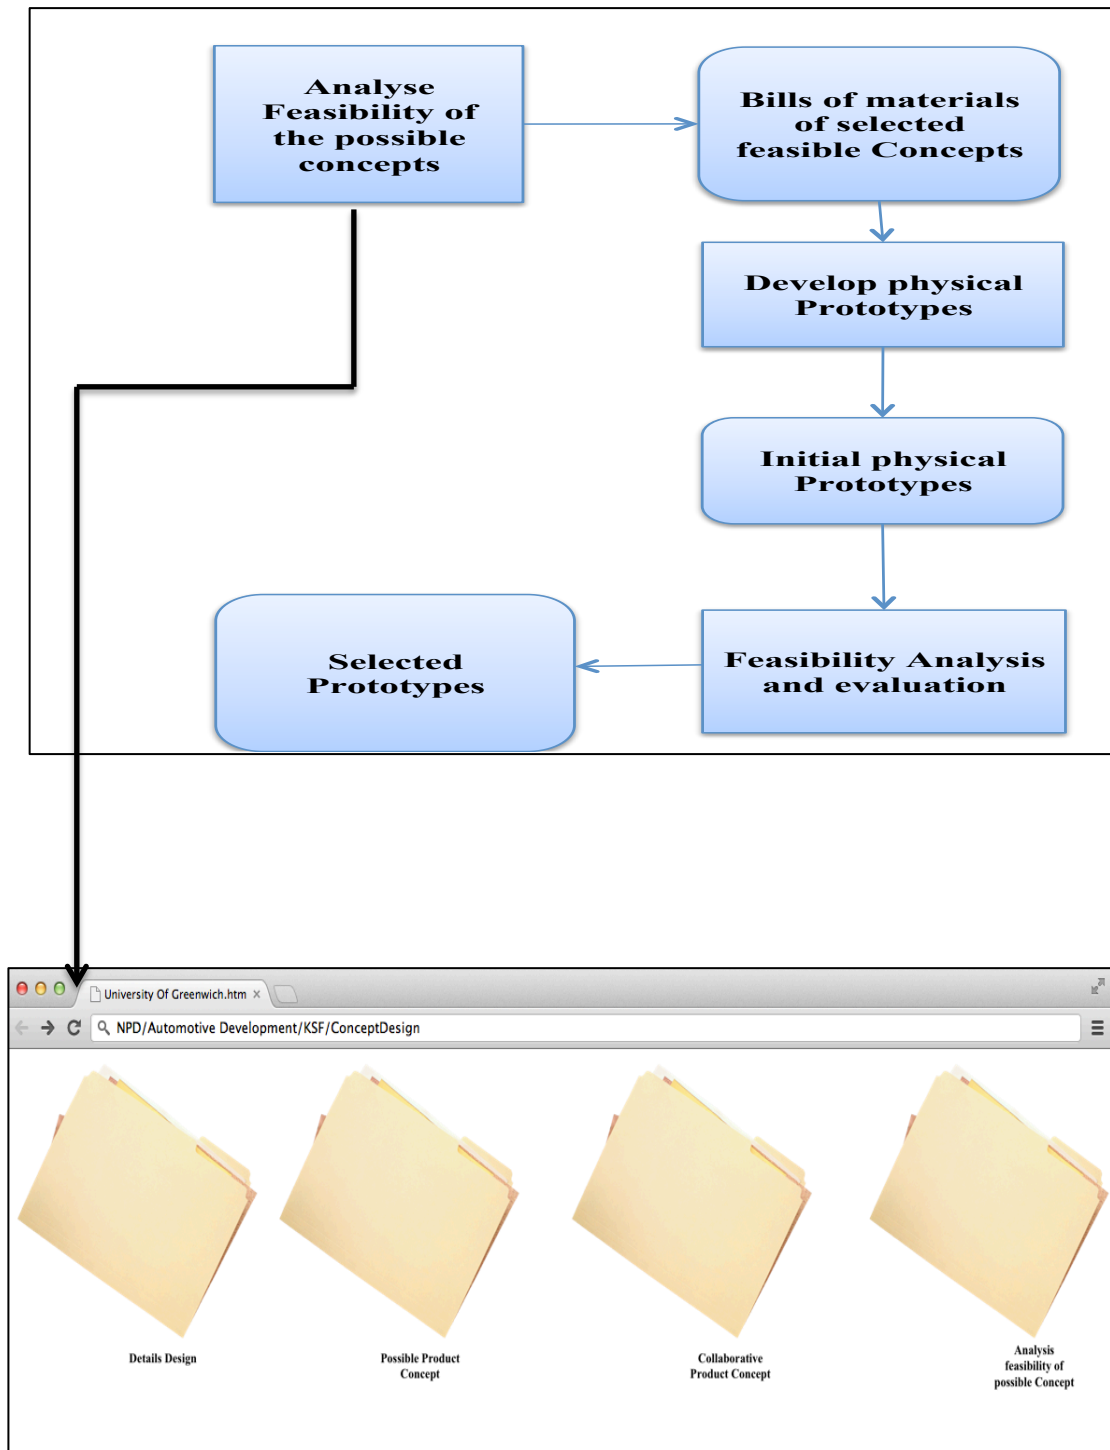 Analyse
Feasibility of
the possible
concepts
Bills of materials
of selected
feasible Concepts
Develop physical
Prototypes
Initial physical
Prototypes
Selected
Prototypes
Feasibility Analysis
and evaluation
University Of Greenwich.htm
NPD/Automotive Development/KSF/ConceptDesign
Details Design
Possible Product
Concept
Collaborative
Product Concept
Analysis
feasibility of
possible Concept